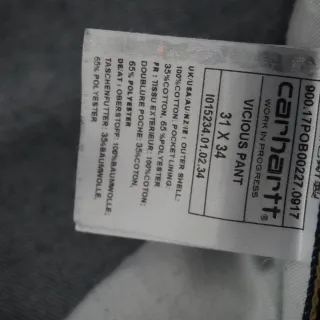 900.17POB00227.0917
carhartt
WORK IN PROGRESS
VICIOUS PANT
31 X 34
I015234.01.02.34
UK/USA/AU/NZ/IE: OUTER SHELL:
100%COTTON, POCKET LINING:
35%COTTON, 65%POLYESTER
FR: TISSU EXTERIEUR: 100%COTON,
DOUBLURE POCHE: 35%COTON,
65% POLYESTER
DE/AT: OBERSTOFF: 100%BAUMWOLLE,
TASCHENFUTTER: 35%BAUMWOLLE,
65% POLYESTER